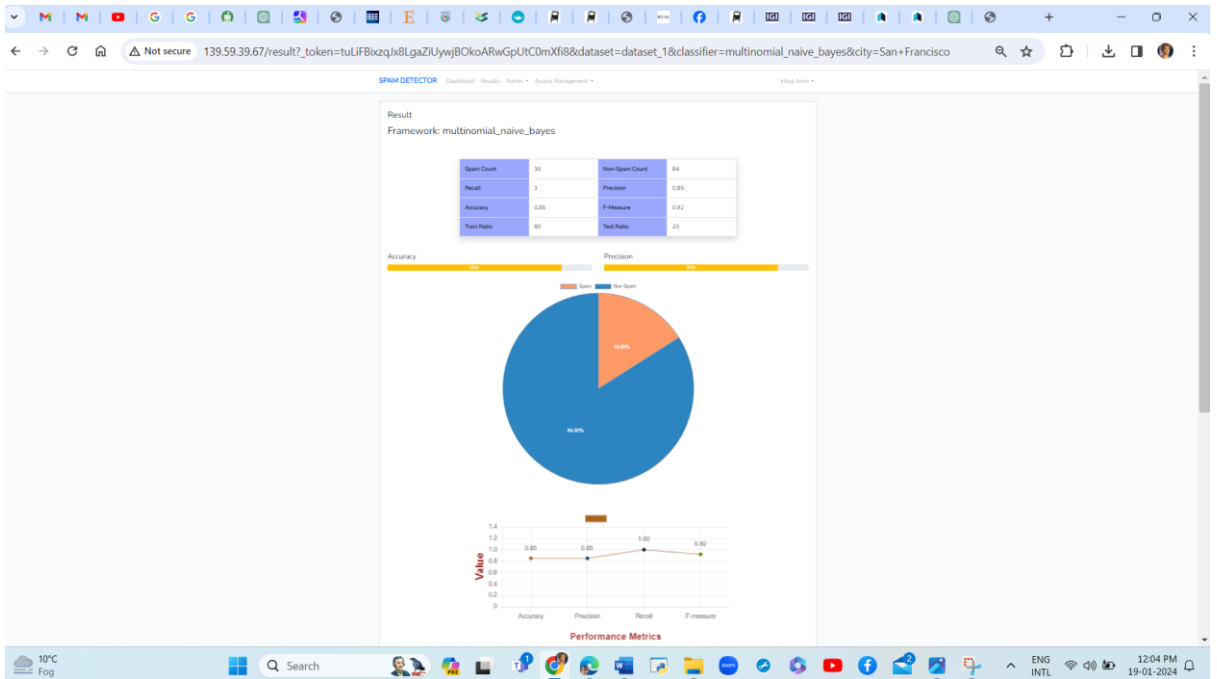 Not secure 139.59.39.67/result?_token=tuLiFBixzqJx8LgaZiUywjBOkoARwGpUtC0mXfi88&dataset=dataset_1&classifier=multinomial_naive_bayes&city=San+Francisco
SPAM DETECTOR Dashboard Results Admin Access Management
Result
Framework: multinomial_naive_bayes
Spam Count 16 Non-Spam Count 84
Recall 1 Precision 0.85
Accuracy 0.85 F-Measure 0.92
Train Ratio 80 Test Ratio 20
Accuracy Precision
85% 85%
Spam Non-Spam
84.00%
1.4
1.2
1.0
0.8
0.6
0.4
0.2
0
0.85 0.85 1.00 0.92
Value
Accuracy Precision Recall F-measure
Performance Metrics
10°C
Fog
Search
ENG
INTL
12:04 PM
19-01-2024